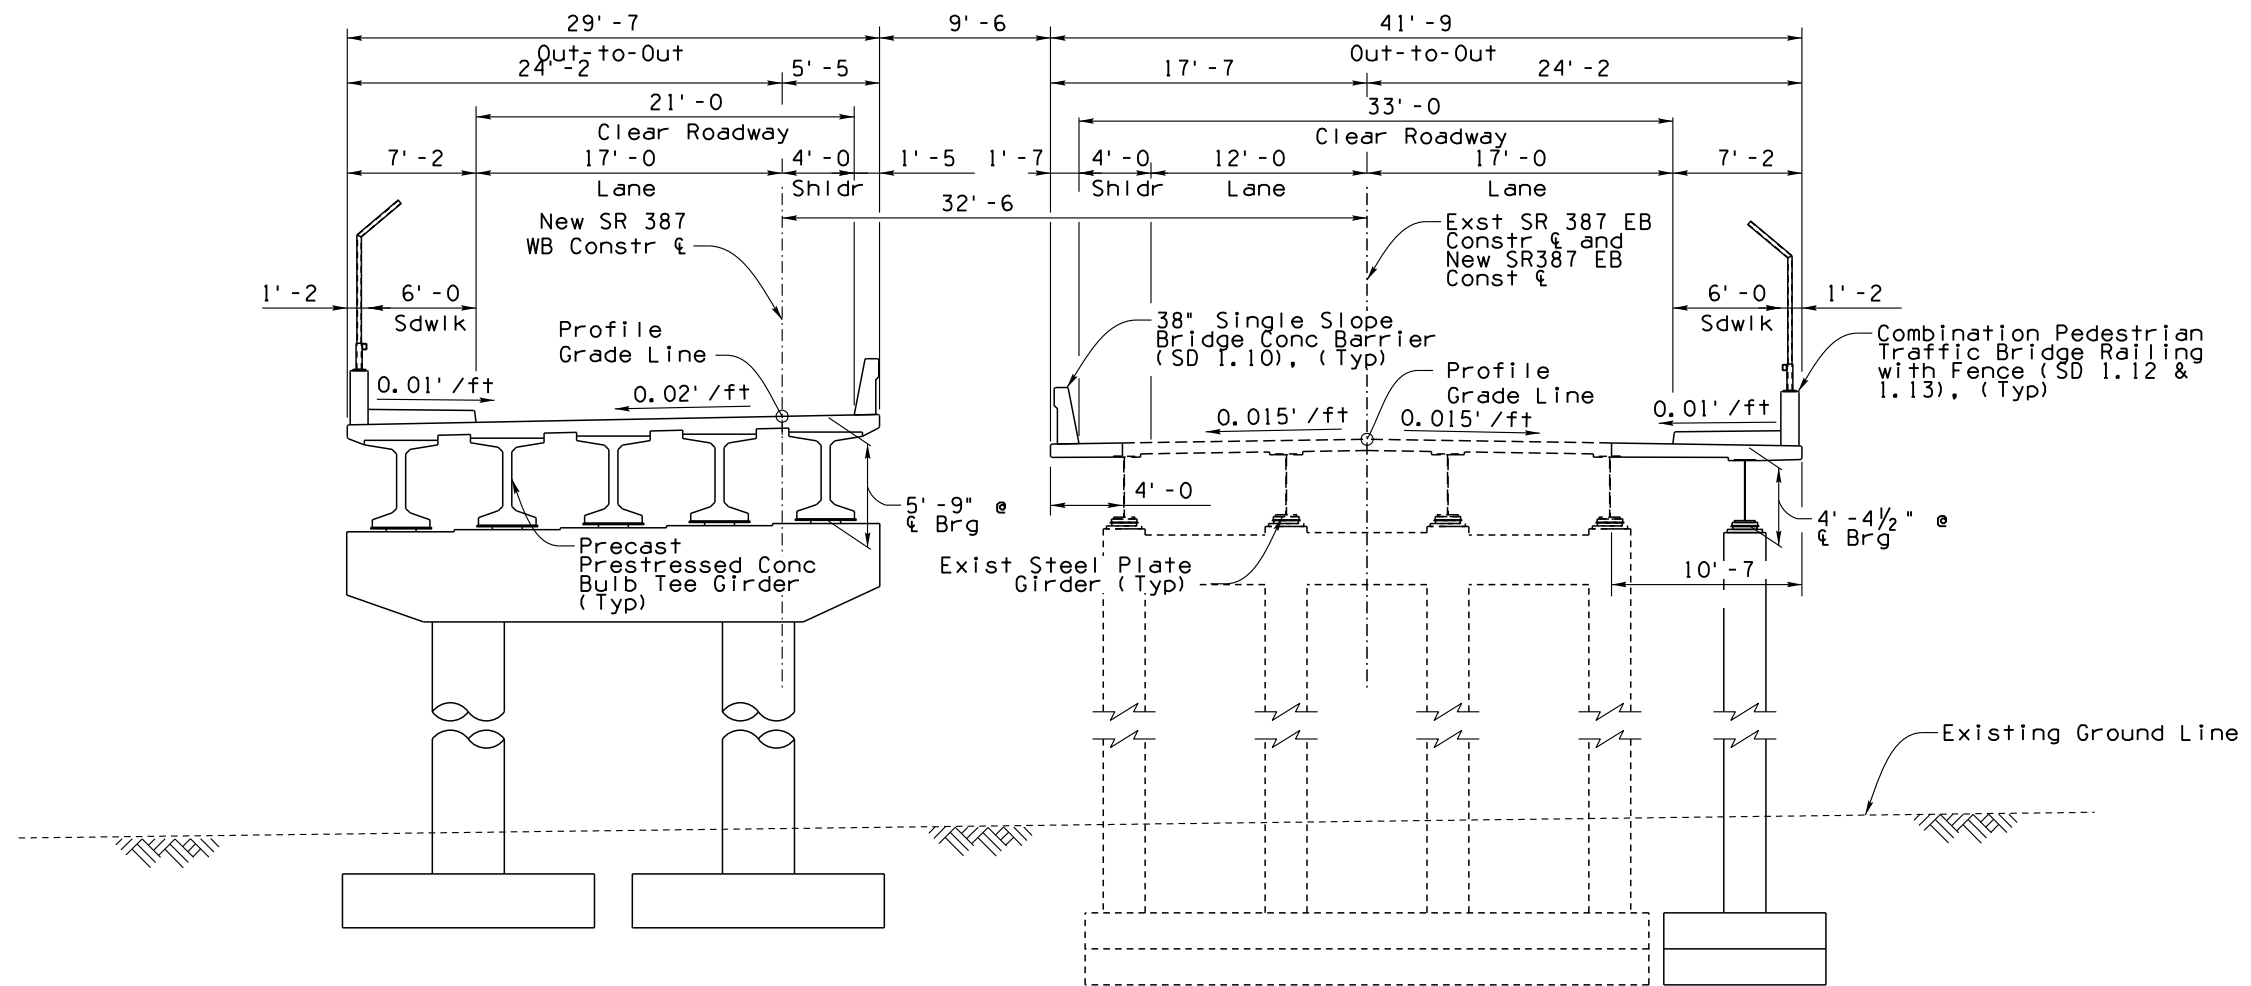 29'-7
9'-6
41'-9
Out-to-Out
Out-to-Out
24'-2
5'-5
17'-7
24'-2
21'-0
33'-0
Clear Roadway
Clear Roadway
7'-2
17'-0
4'-0
1'-5
1'-7
4'-0
12'-0
17'-0
7'-2
Lane
Shldr
Shldr
Lane
Lane
32'-6
New SR 387
WB Constr ℄
Exst SR 387 EB
Constr ℄ and
New SR387 EB
Const ℄
1'-2
6'-0
Sdwlk
6'-0
1'-2
Sdwlk
Profile
Grade Line
38" Single Slope
Bridge Conc Barrier
(SD 1.10), (Typ)
Combination Pedestrian
Traffic Bridge Railing
with Fence (SD 1.12 &
1.13), (Typ)
Profile
Grade Line
0.01'/ft
0.02'/ft
0.015'/ft
0.015'/ft
0.01'/ft
4'-0
5'-9" @
℄ Brg
4'-4½" @
℄ Brg
Precast
Prestressed Conc
Bulb Tee Girder
(Typ)
Exist Steel Plate
Girder (Typ)
10'-7
Existing Ground Line